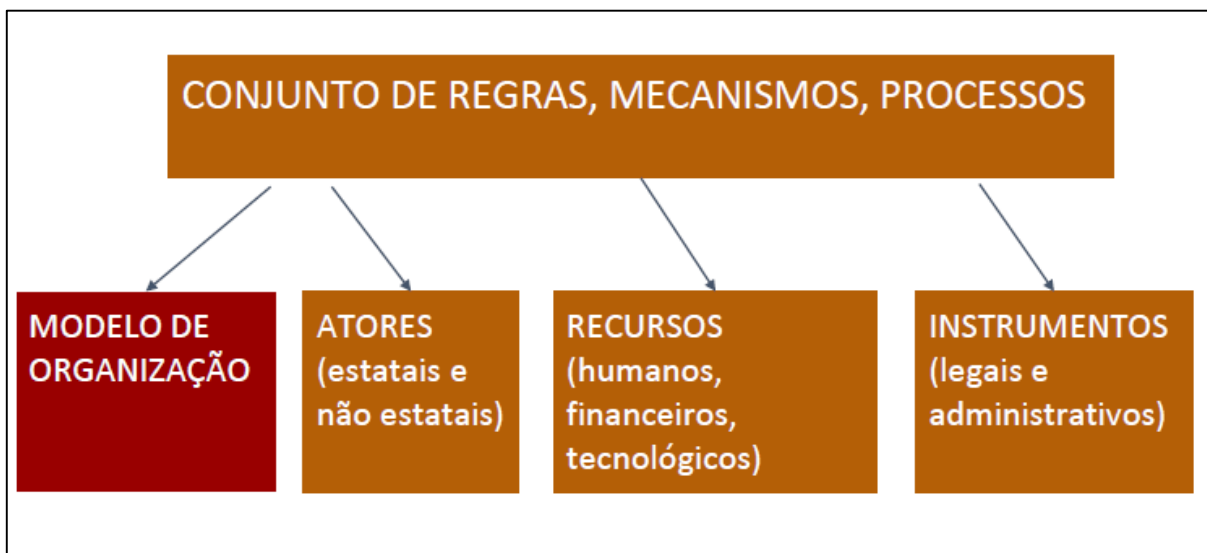 CONJUNTO DE REGRAS, MECANISMOS, PROCESSOS
MODELO DE
ORGANIZAÇÃO
ATORES
(estatais e
não estatais)
RECURSOS
(humanos,
financeiros,
tecnológicos)
INSTRUMENTOS
(legais e
administrativos)